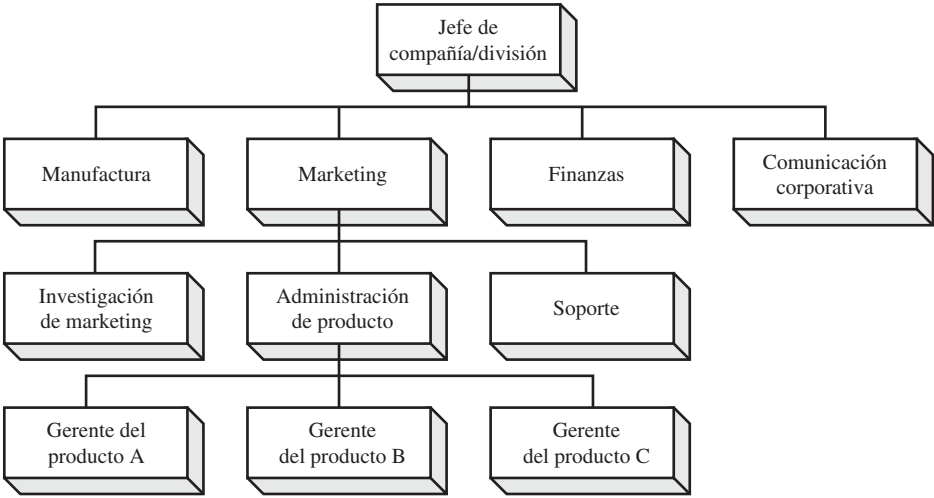 Jefe de
compañía/división
Manufactura
Marketing
Finanzas
Comunicación
corporativa
Investigación
de marketing
Administración
de producto
Soporte
Gerente del
producto A
Gerente
del producto B
Gerente
del producto C